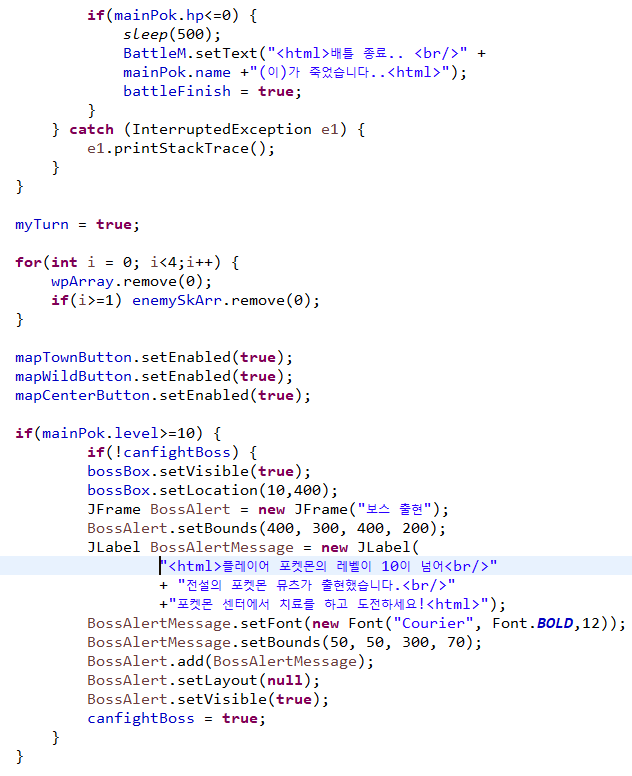 if(mainPok.hp<=0) {
sleep(500);
BattleM.setText("<html>배틀 종료.. <br/>" +
mainPok.name +"(이)가 죽었습니다..<html>");
battleFinish = true;
}
} catch (InterruptedException e1) {
e1.printStackTrace();
}
}
myTurn = true;
for(int i = 0; i<4;i++) {
wpArray.remove(0);
if(i>=1) enemySkArr.remove(0);
}
mapTownButton.setEnabled(true);
mapWildButton.setEnabled(true);
mapCenterButton.setEnabled(true);
if(mainPok.level>=10) {
if(!canfightBoss) {
bossBox.setVisible(true);
bossBox.setLocation(10,400);
JFrame BossAlert = new JFrame("보스 출현");
BossAlert.setBounds(400, 300, 400, 200);
JLabel BossAlertMessage = new JLabel(
"<html>플레이어 포켓몬의 레벨이 10이 넘어<br/>"
+ "전설의 포켓몬 뮤츠가 출현했습니다.<br/>"
+"포켓몬 센터에서 치료를 하고 도전하세요!<html>");
BossAlertMessage.setFont(new Font("Courier", Font.BOLD,12));
BossAlertMessage.setBounds(50, 50, 300, 70);
BossAlert.add(BossAlertMessage);
BossAlert.setLayout(null);
BossAlert.setVisible(true);
canfightBoss = true;
}
}